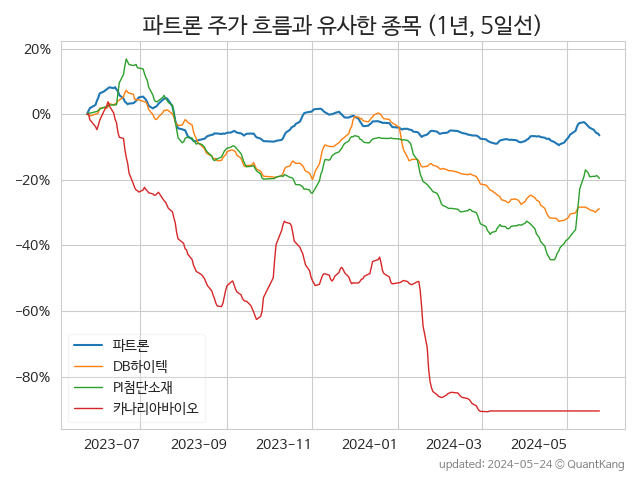 파트론 주가 흐름과 유사한 종목 (1년, 5일선)
20%
0%
−20%
−40%
−60%
−80%
파트론
DB하이텍
PI첨단소재
카나리아바이오
2023-07
2023-09
2023-11
2024-01
2024-03
2024-05
updated: 2024-05-24 © QuantKang